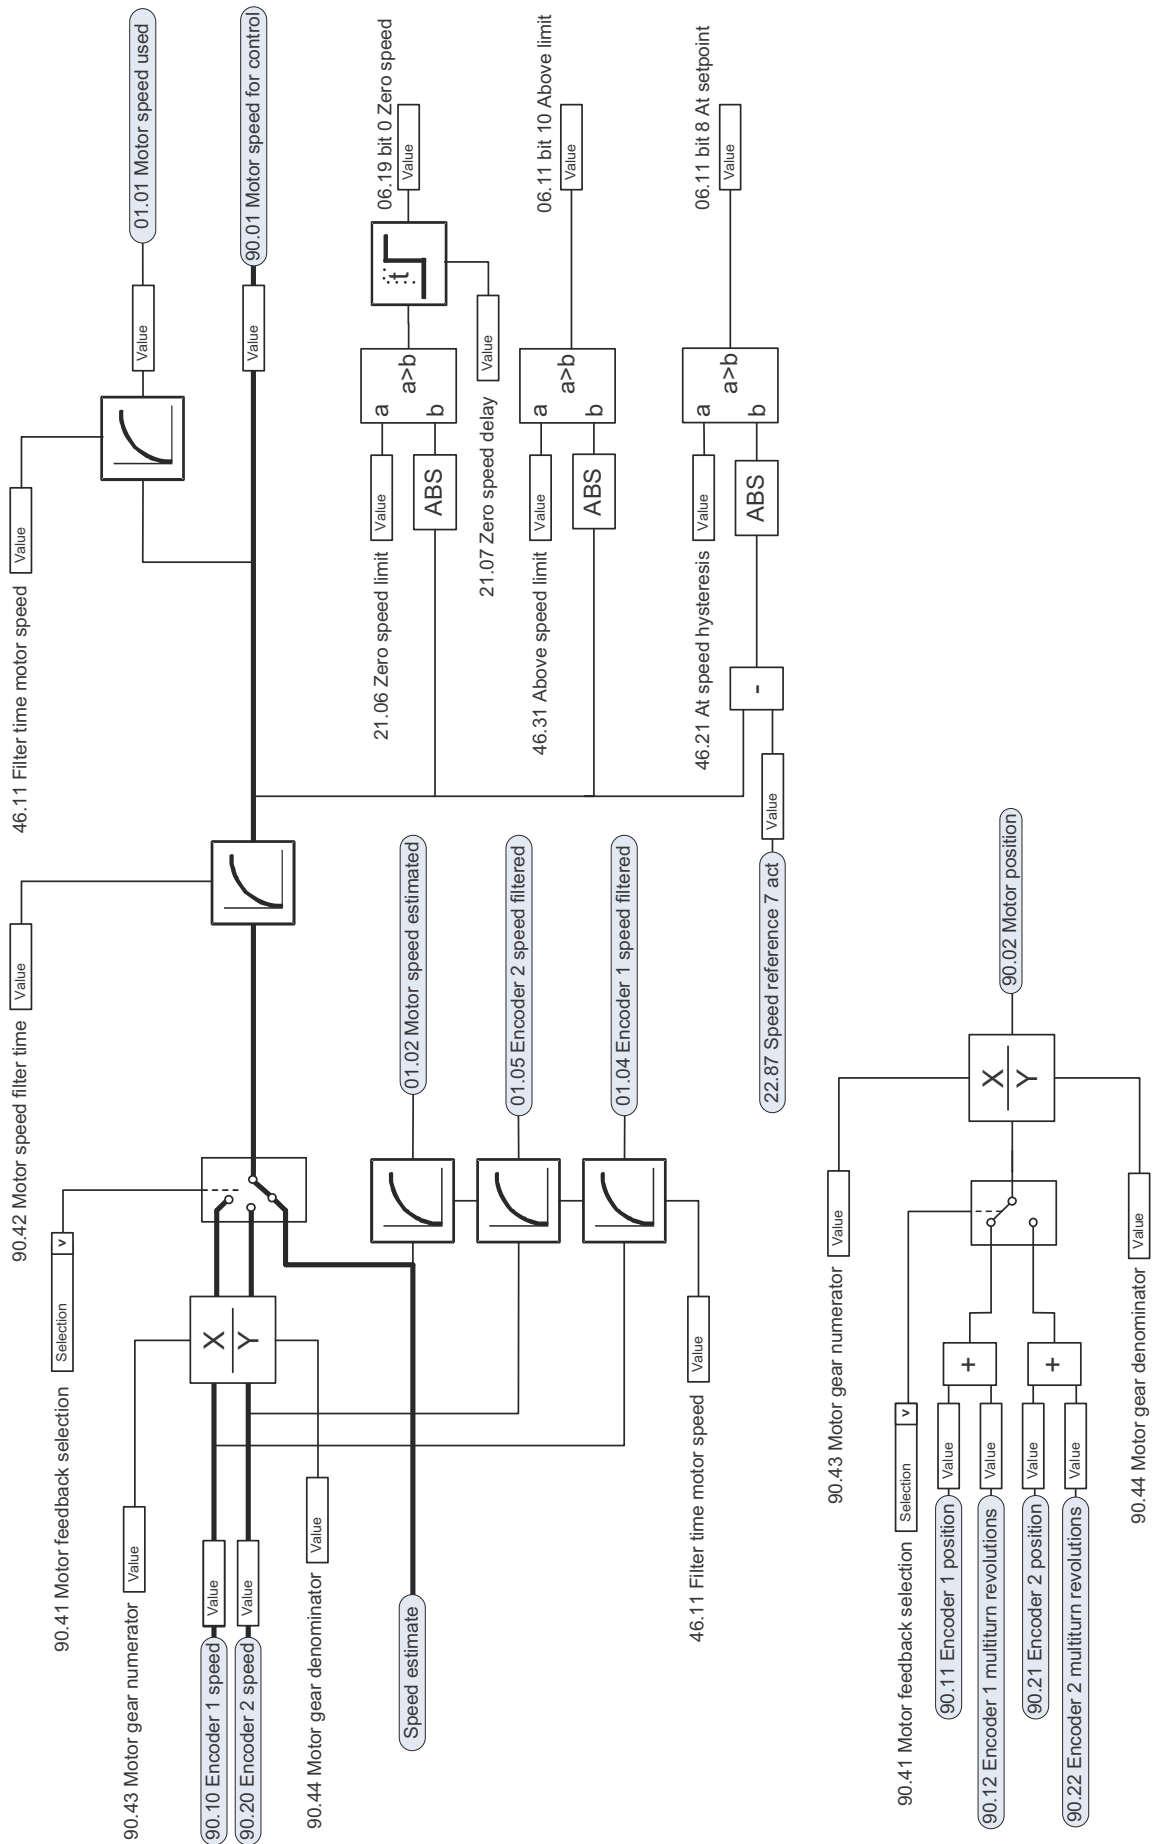 46.11 Filter time motor speed
Value
Value
01.01 Motor speed used
90.42 Motor speed filter time
Value
90.41 Motor feedback selection
Selection
v
90.43 Motor gear numerator
Value
90.10 Encoder 1 speed
Value
90.20 Encoder 2 speed
Value
X
Y
Value
90.01 Motor speed for control
90.44 Motor gear denominator
Value
Speed estimate
01.02 Motor speed estimated
01.05 Encoder 2 speed filtered
01.04 Encoder 1 speed filtered
46.11 Filter time motor speed
Value
21.06 Zero speed limit
Value
ABS
a
b
a>b
t
06.19 bit 0 Zero speed
Value
21.07 Zero speed delay
Value
46.31 Above speed limit
Value
ABS
a
b
a>b
06.11 bit 10 Above limit
Value
46.21 At speed hysteresis
Value
-
ABS
a
b
a>b
06.11 bit 8 At setpoint
Value
22.87 Speed reference 7 act
Value
90.43 Motor gear numerator
Value
90.41 Motor feedback selection
Selection
v
90.11 Encoder 1 position
Value
90.12 Encoder 1 multiturn revolutions
Value
+
90.21 Encoder 2 position
Value
90.22 Encoder 2 multiturn revolutions
Value
+
X
Y
90.02 Motor position
90.44 Motor gear denominator
Value